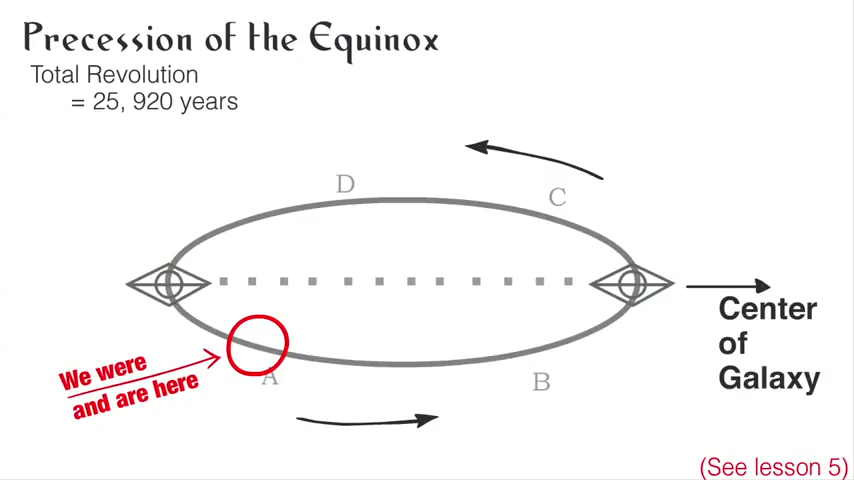 Precession of the Equinox
Total Revolution
= 25, 920 years
D
C
Center
of
Galaxy
We were
and are here
A
B
(See lesson 5)